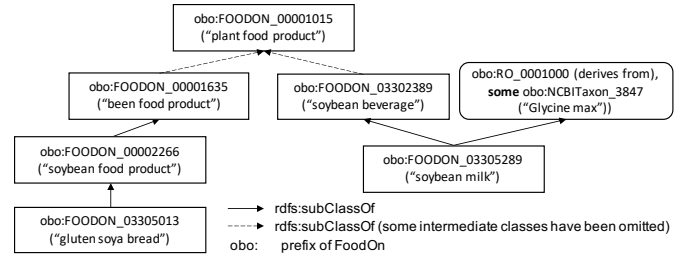 obo:FOODON_00001015
("plant food product")
obo:FOODON_00001635
("been food product")
obo:FOODON_03302389
("soybean beverage")
obo:RO_0001000 (derives from),
some obo:NCBITaxon_3847
("Glycine max"))
obo:FOODON_00002266
("soybean food product")
obo:FOODON_03305289
("soybean milk")
obo:FOODON_03305013
("gluten soya bread")
rdfs:subClassOf
rdfs:subClassOf (some intermediate classes have been omitted)
obo: prefix of FoodOn